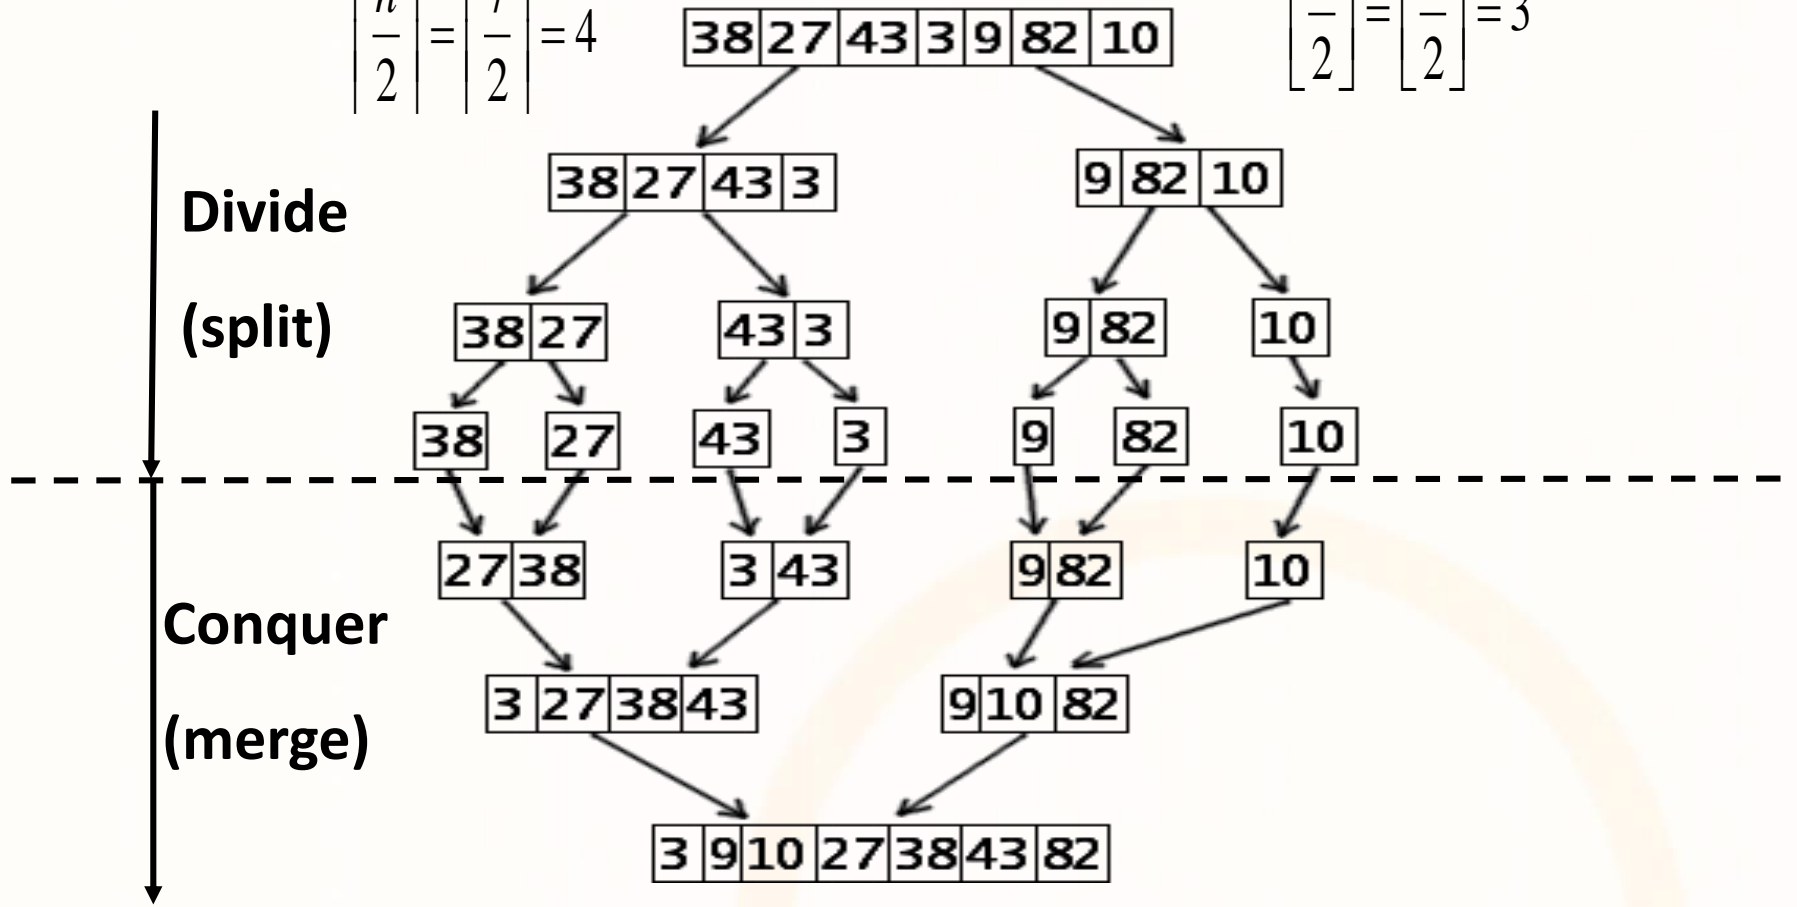 n/2 = 7/2 = 4
38 27 43 3 9 82 10
/2 = /2 = 3
38 27 43 3
9 82 10
Divide
(split)
38 27
43 3
9 82
10
38
27
43
3
9
82
10
27 38
3 43
9 82
10
Conquer
(merge)
3 27 38 43
9 10 82
3 9 10 27 38 43 82